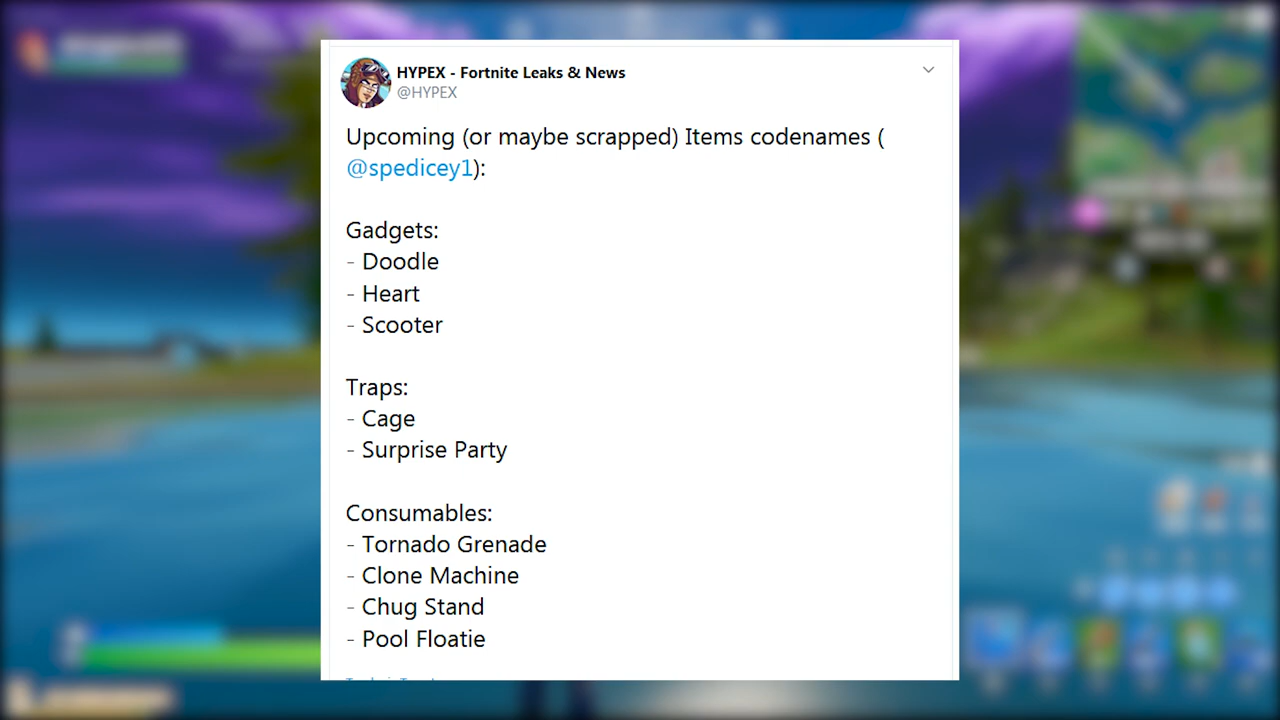 HYPEX - Fortnite Leaks & News
@HYPEX
Upcoming (or maybe scrapped) Items codenames (
@spedicey1):
Gadgets:
- Doodle
- Heart
- Scooter
Traps:
- Cage
- Surprise Party
Consumables:
- Tornado Grenade
- Clone Machine
- Chug Stand
- Pool Floatie